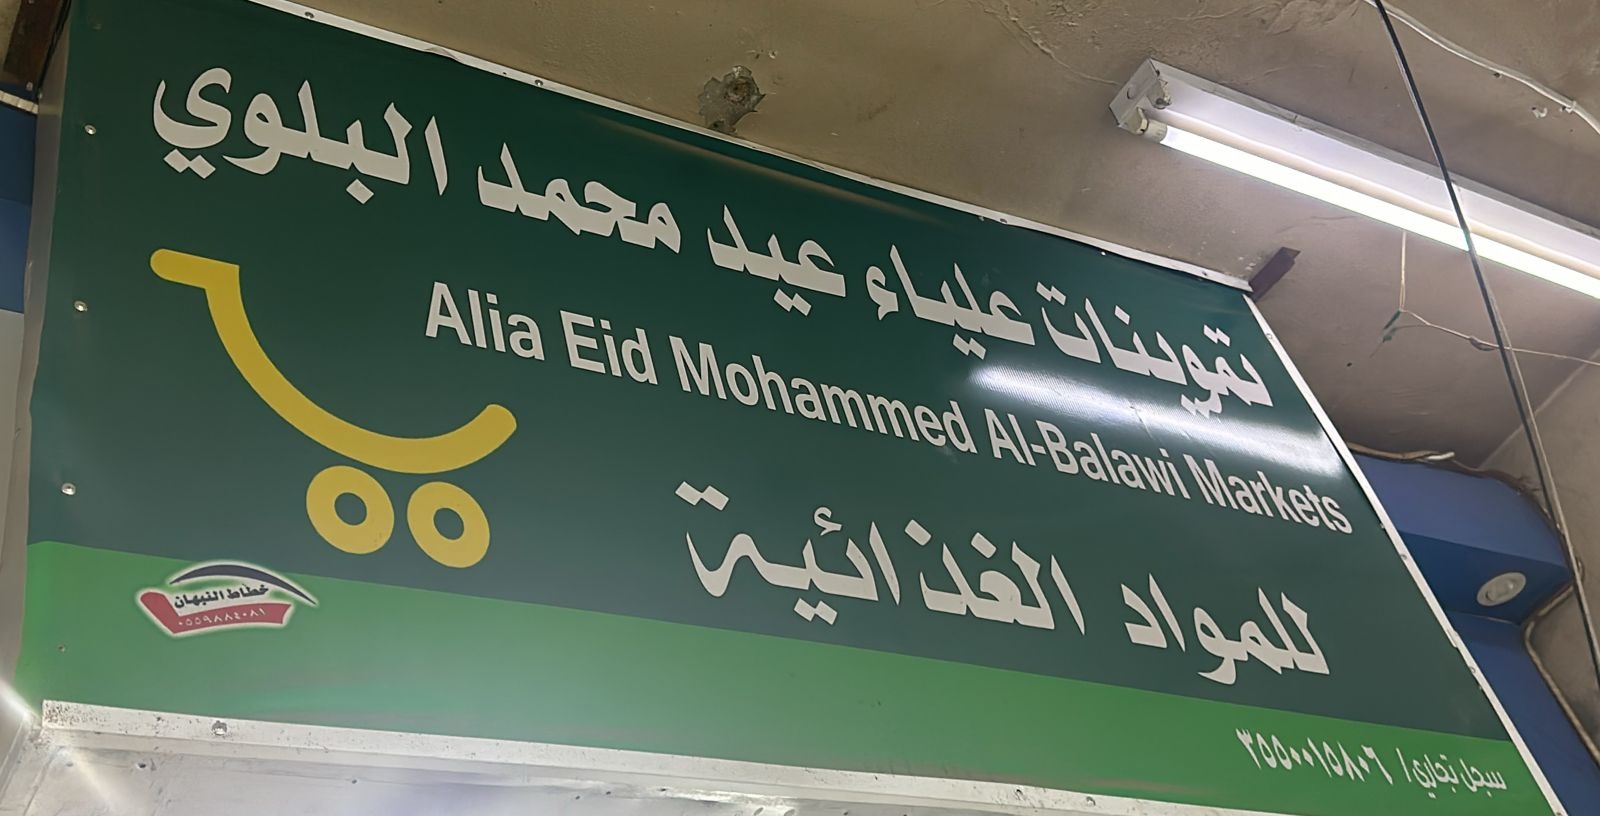 تموينات علياء عيد محمد البلوي
Alia Eid Mohammed Al-Balawi Markets
للمواد الغذائية
سجل تجاري / ٣٥٥٠٠١٥٨٠٦
خطاط النبهان
٠٥٥٩٨٨٤٠٨١